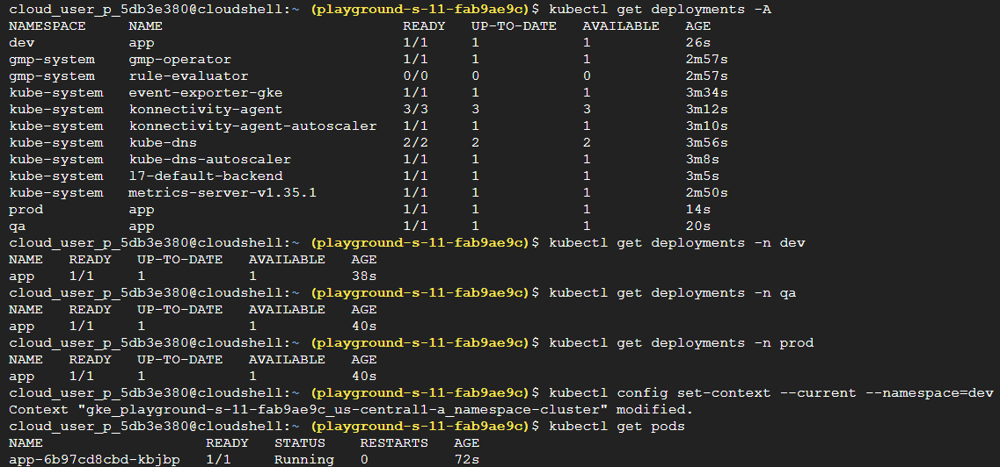 cloud_user_p_5db3e380@cloudshell:~ (playground-s-11-fab9ae9c)$ kubectl get deployments -A
NAMESPACE     NAME                            READY   UP-TO-DATE   AVAILABLE   AGE
dev           app                             1/1     1            1           26s
gmp-system    gmp-operator                    1/1     1            1           2m57s
gmp-system    rule-evaluator                  0/0     0            0           2m57s
kube-system   event-exporter-gke              1/1     1            1           3m34s
kube-system   konnectivity-agent              3/3     3            3           3m12s
kube-system   konnectivity-agent-autoscaler   1/1     1            1           3m10s
kube-system   kube-dns                        2/2     2            2           3m56s
kube-system   kube-dns-autoscaler             1/1     1            1           3m8s
kube-system   l7-default-backend              1/1     1            1           3m5s
kube-system   metrics-server-v1.35.1          1/1     1            1           2m50s
prod          app                             1/1     1            1           14s
qa            app                             1/1     1            1           20s
cloud_user_p_5db3e380@cloudshell:~ (playground-s-11-fab9ae9c)$ kubectl get deployments -n dev
NAME   READY   UP-TO-DATE   AVAILABLE   AGE
app    1/1     1            1           38s
cloud_user_p_5db3e380@cloudshell:~ (playground-s-11-fab9ae9c)$ kubectl get deployments -n qa
NAME   READY   UP-TO-DATE   AVAILABLE   AGE
app    1/1     1            1           40s
cloud_user_p_5db3e380@cloudshell:~ (playground-s-11-fab9ae9c)$ kubectl get deployments -n prod
NAME   READY   UP-TO-DATE   AVAILABLE   AGE
app    1/1     1            1           40s
cloud_user_p_5db3e380@cloudshell:~ (playground-s-11-fab9ae9c)$ kubectl config set-context --current --namespace=dev
Context "gke_playground-s-11-fab9ae9c_us-central1-a_namespace-cluster" modified.
cloud_user_p_5db3e380@cloudshell:~ (playground-s-11-fab9ae9c)$ kubectl get pods
NAME                   READY   STATUS    RESTARTS   AGE
app-6b97cd8cbd-kbjbp   1/1     Running   0          72s